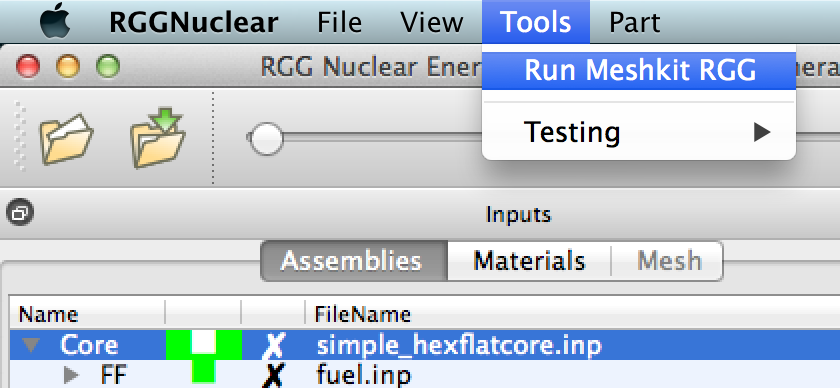 RGGNuclear File View Tools Part
RGG Nuclear Ener
Run Meshkit RGG
Testing
Inputs
Assemblies Materials Mesh
Name FileName
Core simple_hexflatcore.inp
FF fuel.inp